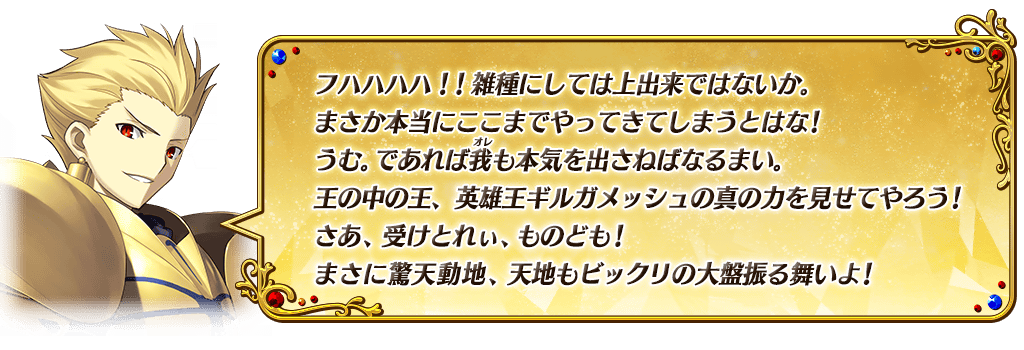 フハハハハ！！雑種にしては上出来ではないか。
まさか本当にここまでやってきてしまうとはな！
うむ。であれば我も本気を出さねばなるまい。
オレ
王の中の王、英雄王ギルガメッシュの真の力を見せてやろう！
さあ、受けとれぃ、ものども！
まさに驚天動地、天地もビックリの大盤振る舞いよ！